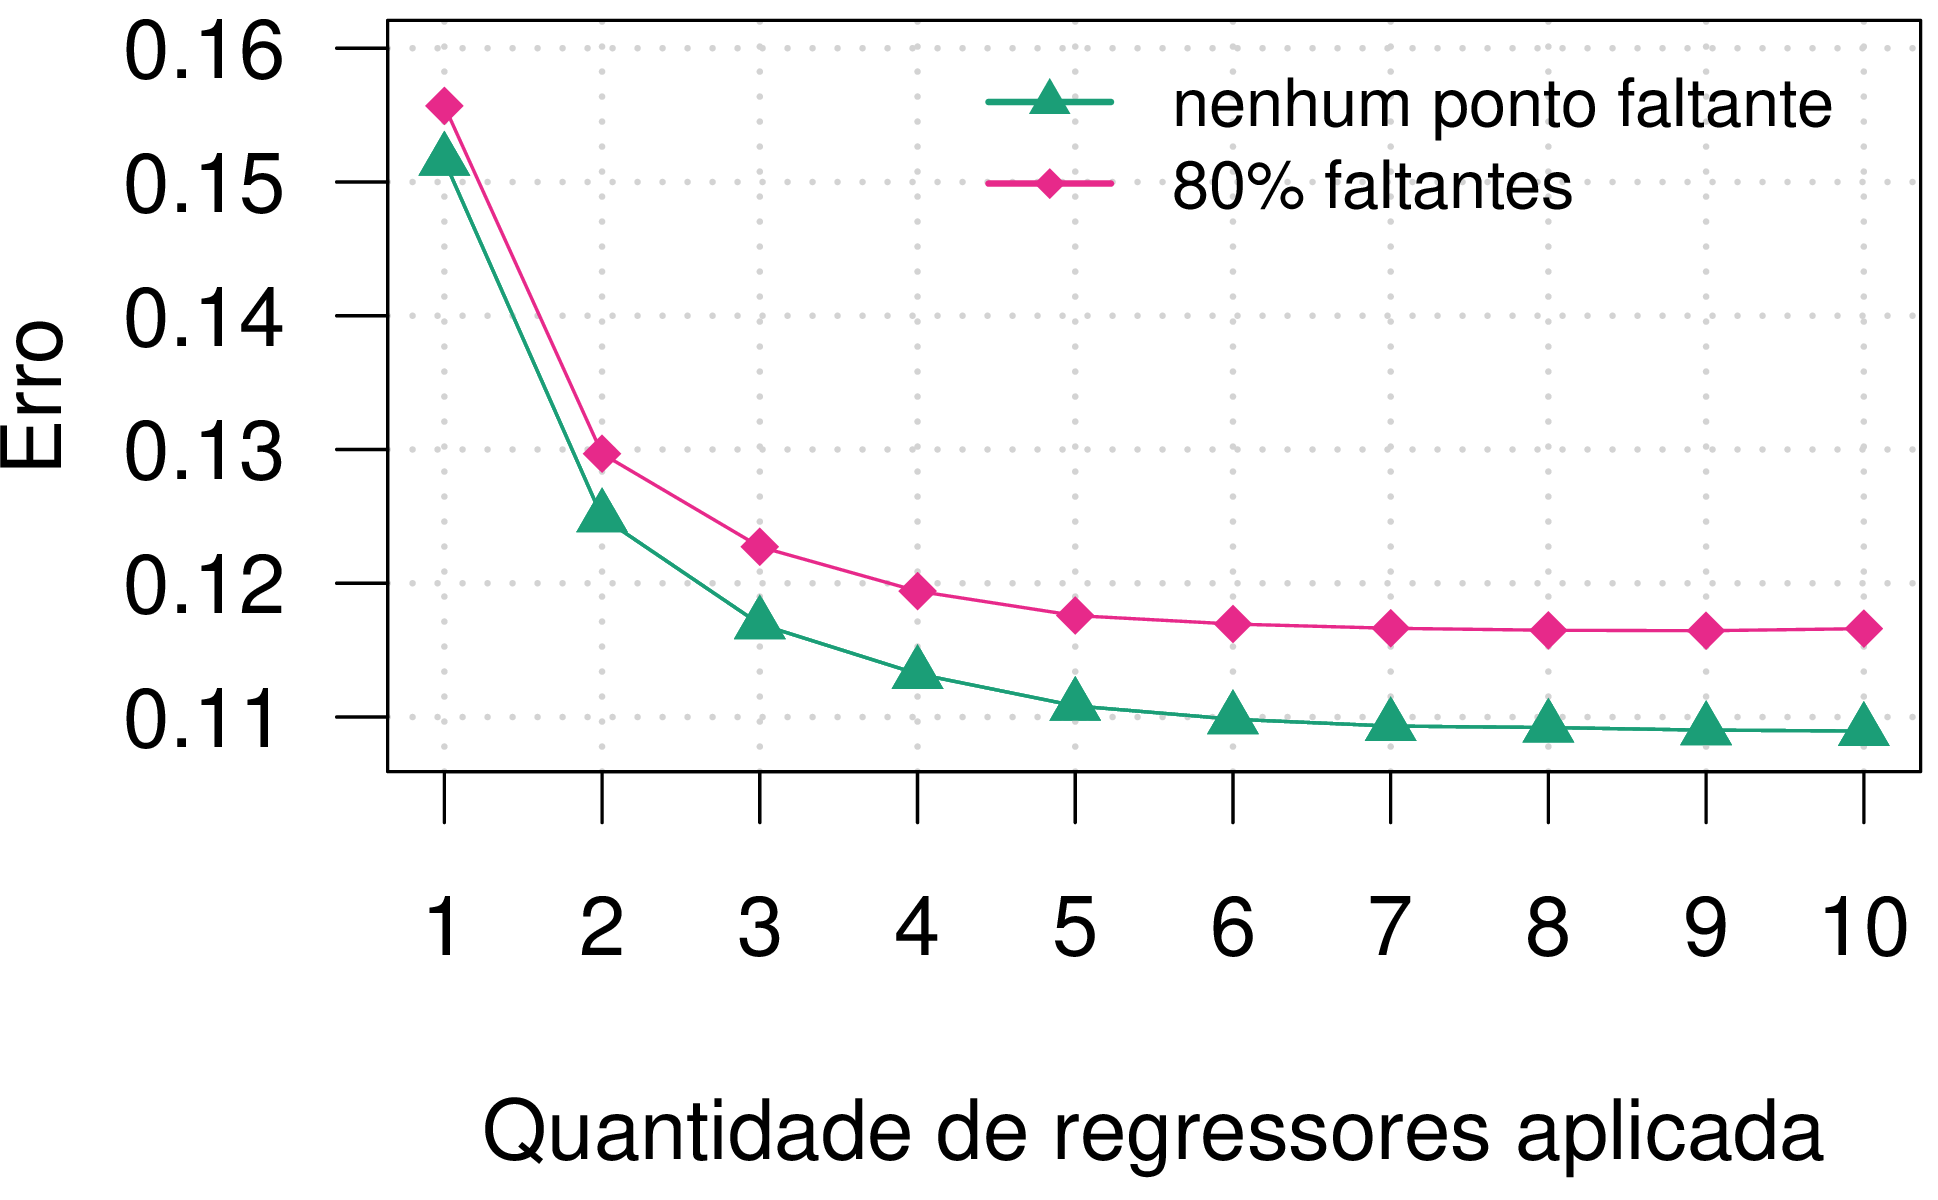 0.16
0.15
0.14
0.13
0.12
0.11
Erro
nenhum ponto faltante
80% faltantes
1 2 3 4 5 6 7 8 9 10
Quantidade de regressores aplicada